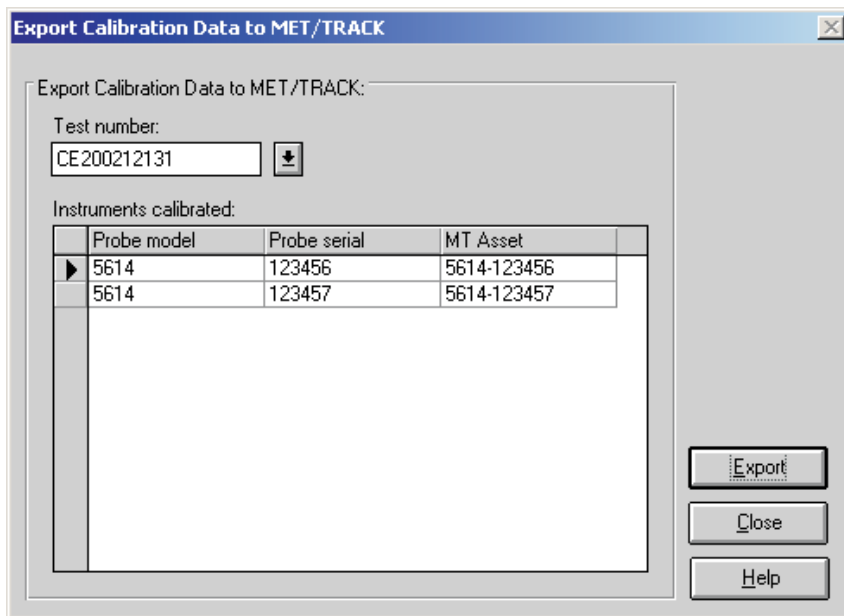 Export Calibration Data to MET/TRACK
Export Calibration Data to MET/TRACK:
Test number:
CE200212131
Instruments calibrated:
Probe model Probe serial MT Asset
5614 123456 5614-123456
5614 123457 5614-123457
Export
Close
Help